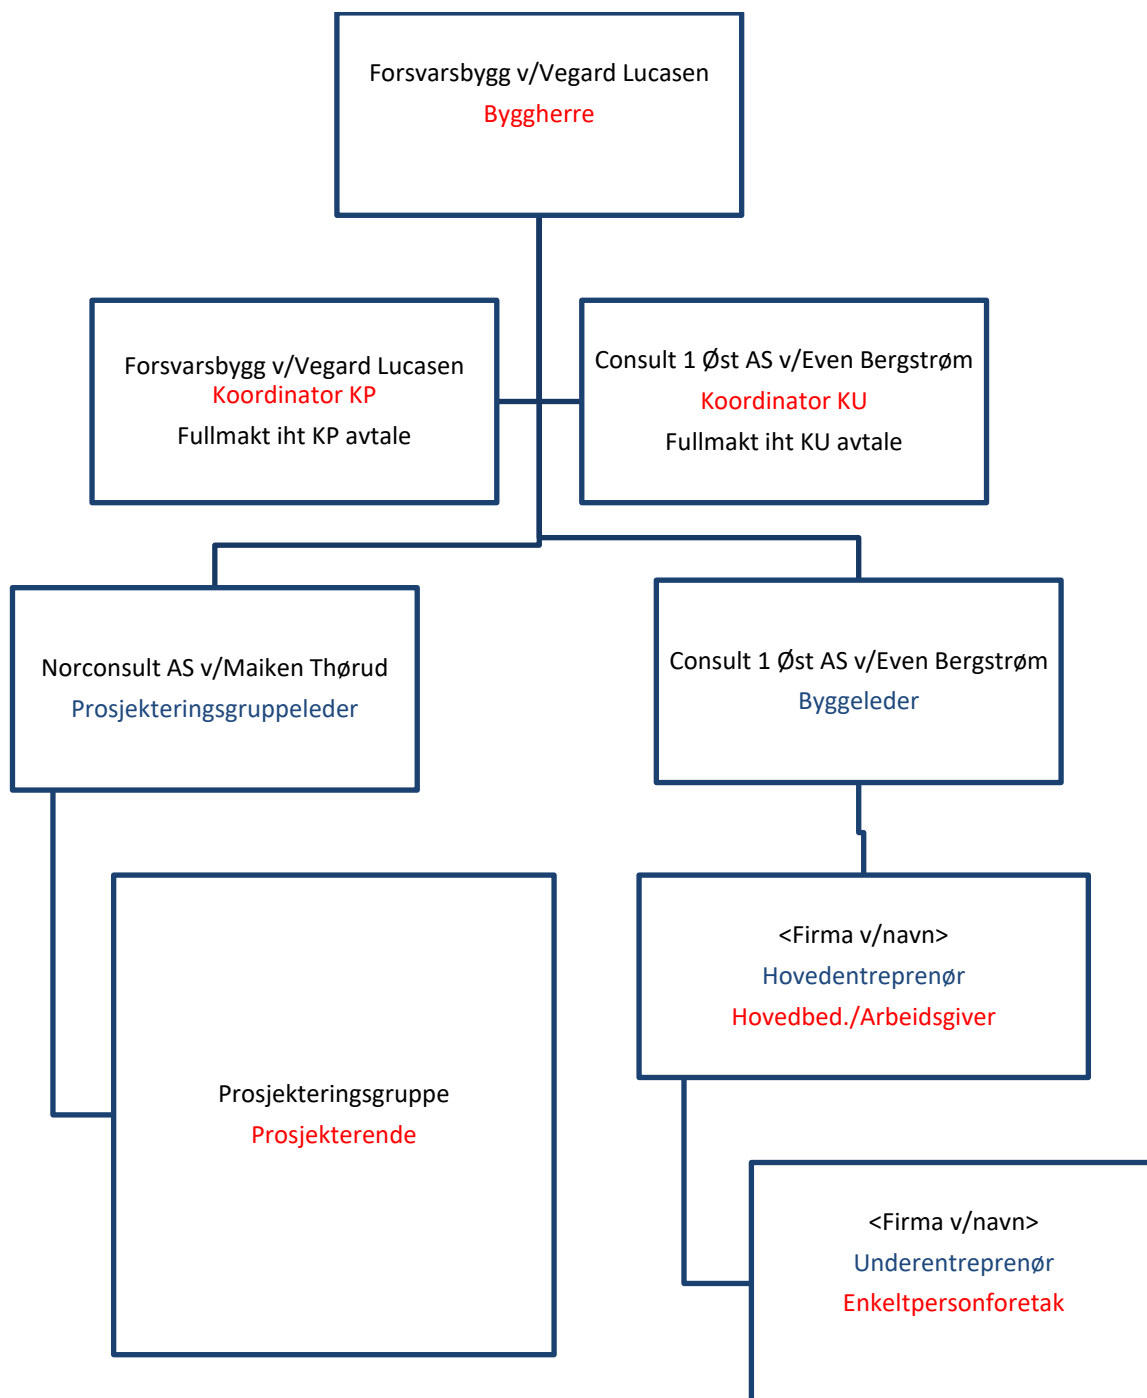 Forsvarsbygg v/Vegard Lucasen
Byggherre
Forsvarsbygg v/Vegard Lucasen
Koordinator KP
Fullmakt iht KP avtale
Consult 1 Øst AS v/Even Bergstrøm
Koordinator KU
Fullmakt iht KU avtale
Norconsult AS v/Maiken Thørud
Prosjekteringsgruppeleder
Consult 1 Øst AS v/Even Bergstrøm
Byggeleder
Prosjekteringsgruppe
Prosjekterende
<Firma v/navn>
Hovedentreprenør
Hovedbed./Arbeidsgiver
<Firma v/navn>
Underentreprenør
Enkeltpersonforetak